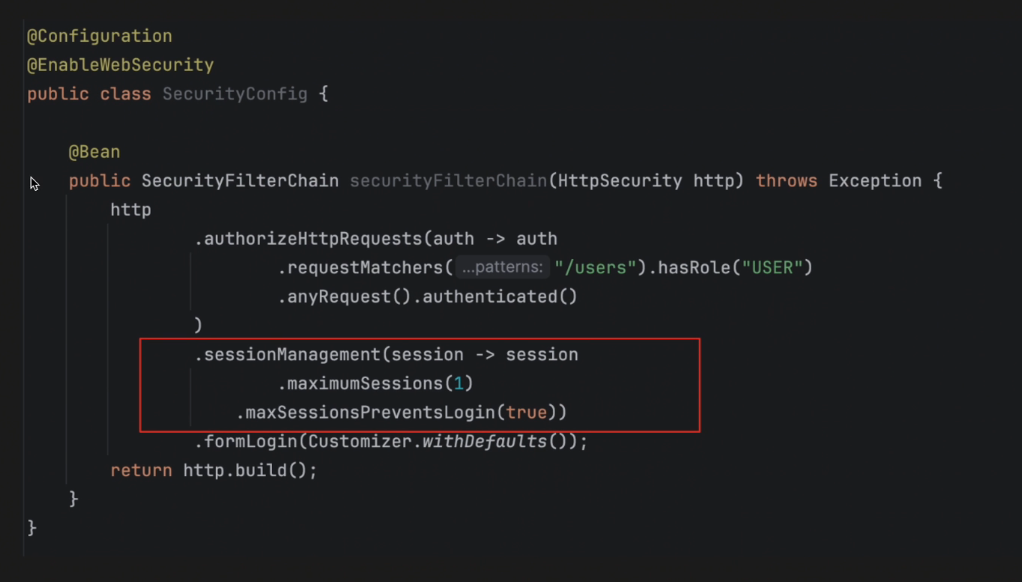 @Configuration
@EnableWebSecurity
public class SecurityConfig {
@Bean
public SecurityFilterChain securityFilterChain(HttpSecurity http) throws Exception {
http
.authorizeHttpRequests(auth -> auth
.requestMatchers( ...patterns: "/users").hasRole("USER")
.anyRequest().authenticated()
)
.sessionManagement(session -> session
.maximumSessions(1)
.maxSessionsPreventsLogin(true))
.formLogin(Customizer.withDefaults());
return http.build();
}
}